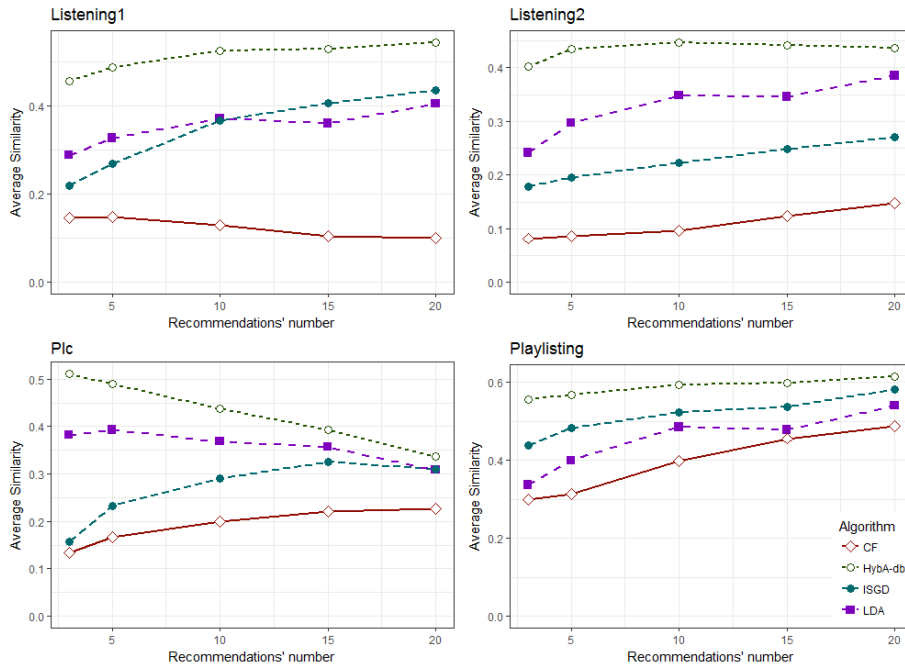 Listening1
Average Similarity
0.4
0.2
0.0
5 10 15 20
Recommendations' number
Listening2
Average Similarity
0.4
0.3
0.2
0.1
0.0
5 10 15 20
Recommendations' number
Plc
Average Similarity
0.5
0.4
0.3
0.2
0.1
0.0
5 10 15 20
Recommendations' number
Playlisting
Average Similarity
0.6
0.4
0.2
0.0
5 10 15 20
Recommendations' number
Algorithm
CF
HybA-db
ISGD
LDA